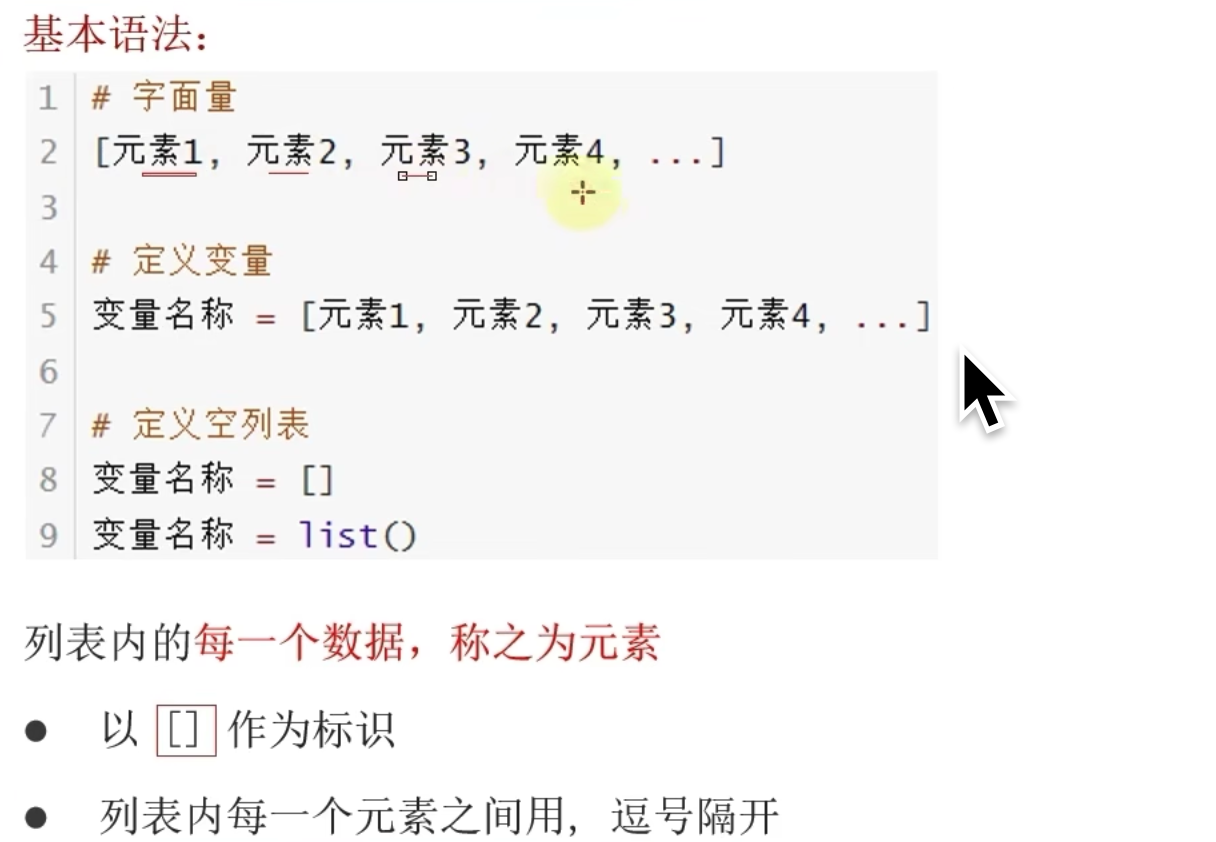 基本语法：
1 # 字面量
2 [元素1, 元素2, 元素3, 元素4, ...]
3
4 # 定义变量
5 变量名称 = [元素1, 元素2, 元素3, 元素4, ...]
6
7 # 定义空列表
8 变量名称 = []
9 变量名称 = list()
列表内的每一个数据，称之为元素
● 以 [] 作为标识
● 列表内每一个元素之间用, 逗号隔开